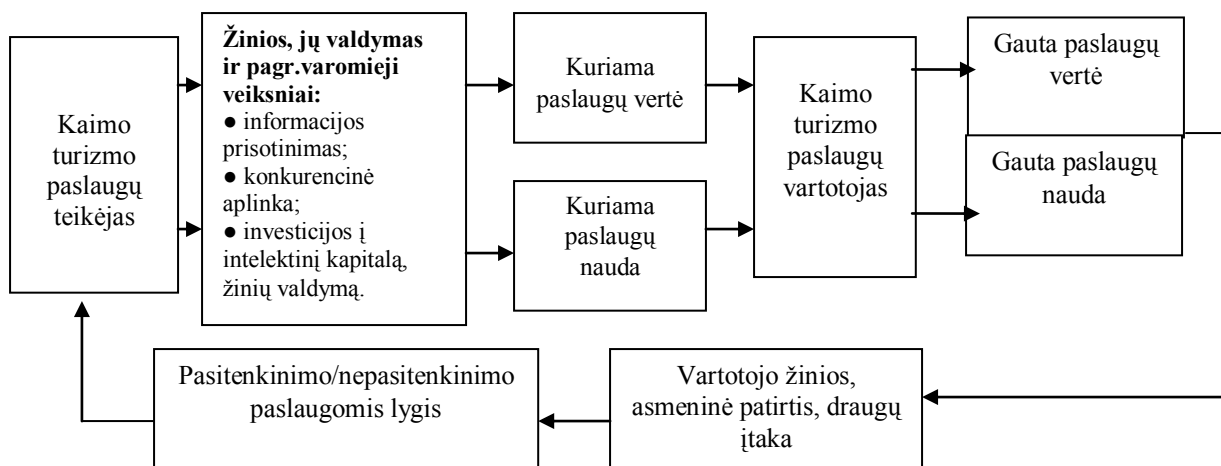 Kaimo
turizmo
paslaugų
teikėjas
Žinios, jų valdymas
ir pagr.varomieji
veiksniai:
● informacijos
prisotinimas;
● konkurencinė
aplinka;
● investicijos į
intelektinį kapitalą,
žinių valdymą.
Kuriama
paslaugų vertė
Kuriama
paslaugų
nauda
Kaimo
turizmo
paslaugų
vartotojas
Gauta paslaugų
vertė
Gauta paslaugų
nauda
Pasitenkinimo/nepasitenkinimo
paslaugomis lygis
Vartotojo žinios,
asmeninė patirtis, draugų
įtaka